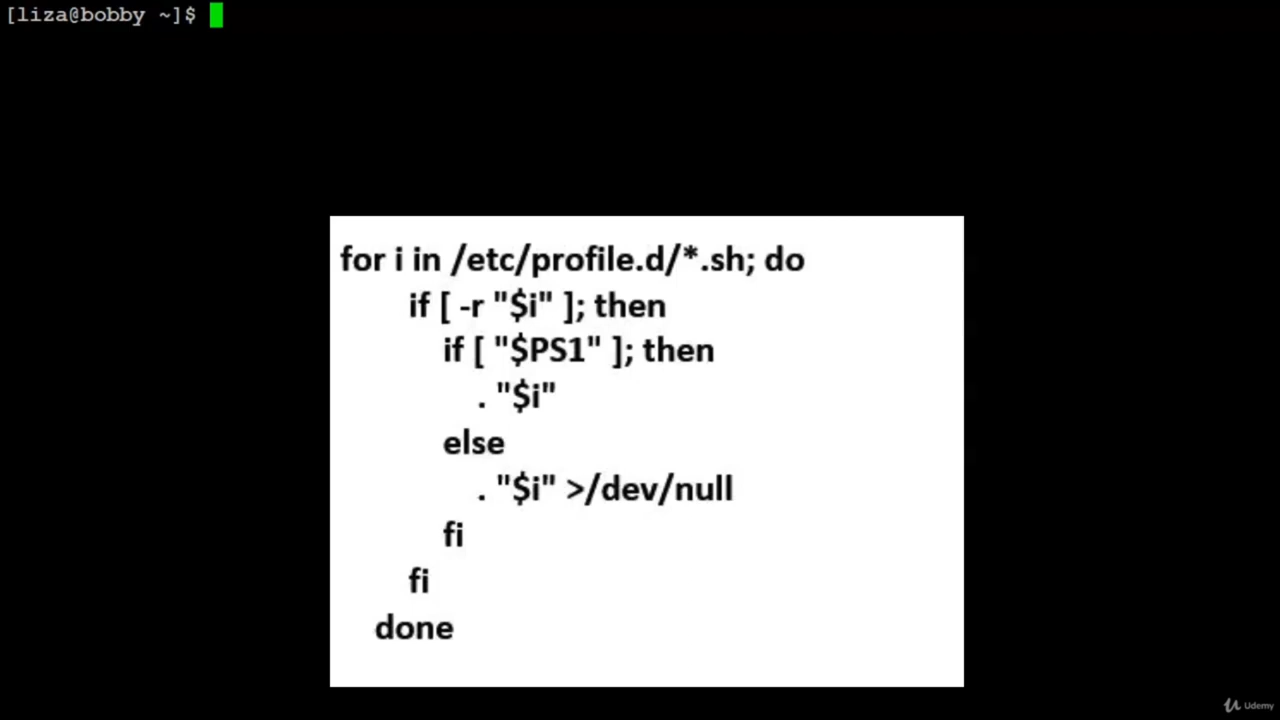 [liza@bobby ~]$
for i in /etc/profile.d/*.sh; do
if [ -r "$i" ]; then
if [ "$PS1" ]; then
. "$i"
else
. "$i" >/dev/null
fi
fi
done
Udemy